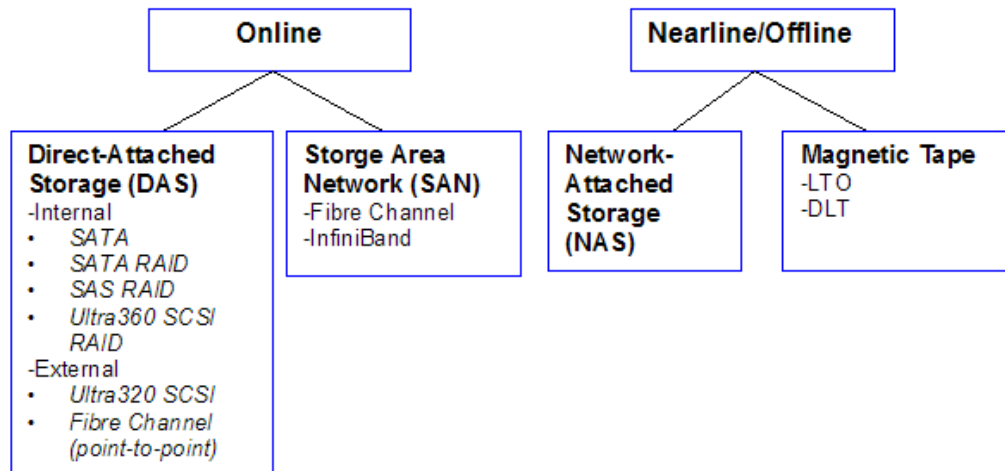 Online
Nearline/Offline
Direct-Attached
Storage (DAS)
-Internal
• SATA
• SATA RAID
• SAS RAID
• Ultra360 SCSI
RAID
-External
• Ultra320 SCSI
• Fibre Channel
(point-to-point)
Storge Area
Network (SAN)
-Fibre Channel
-InfiniBand
Network-
Attached
Storage
(NAS)
Magnetic Tape
-LTO
-DLT